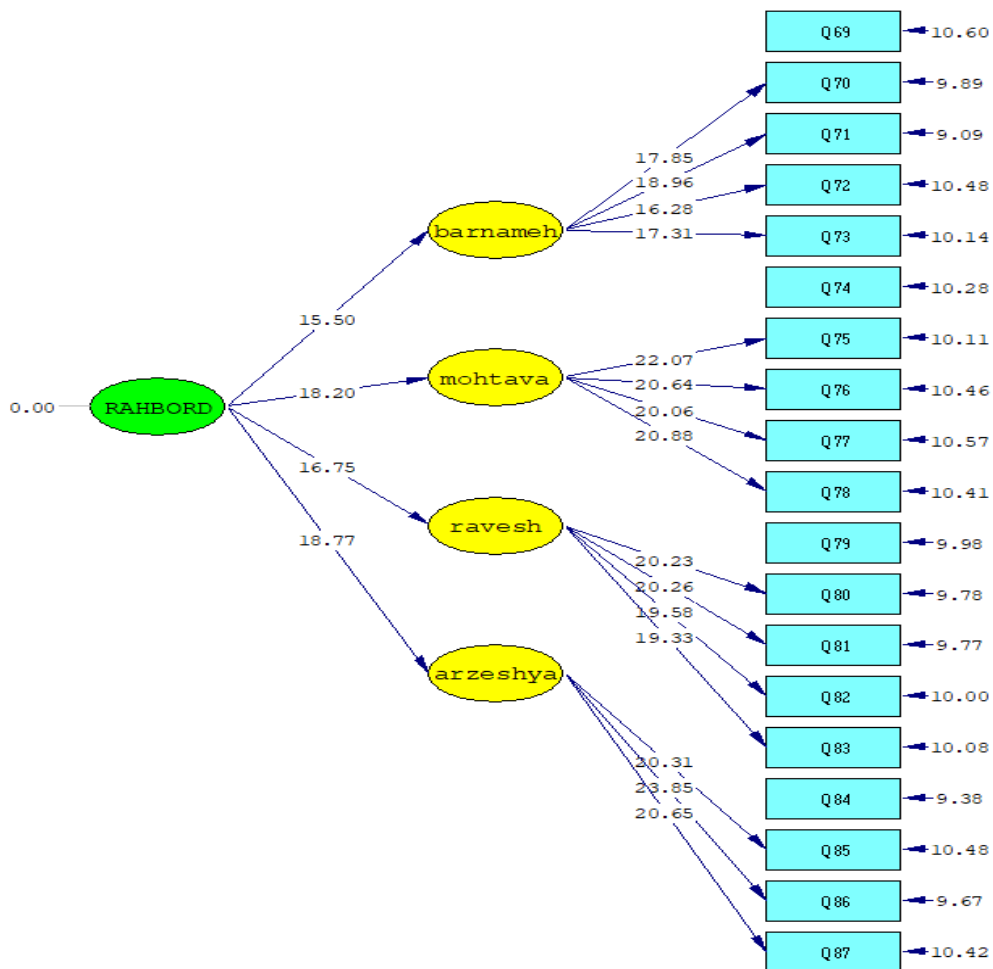 Q69 10.60
Q70 9.89
Q71 9.09
17.85
18.96
Q72 10.48
16.28
barnameh 17.31 Q73 10.14
Q74 10.28
15.50
Q75 10.11
22.07
mohtava 20.64 Q76 10.46
18.20
0.00 RAHBORD
20.06
20.88
Q77 10.57
16.75
Q78 10.41
ravesh
18.77
Q79 9.98
20.23
20.26
Q80 9.78
19.58
19.33
Q81 9.77
arzeshya
Q82 10.00
Q83 10.08
20.31
23.85
Q84 9.38
20.65
Q85 10.48
Q86 9.67
Q87 10.42